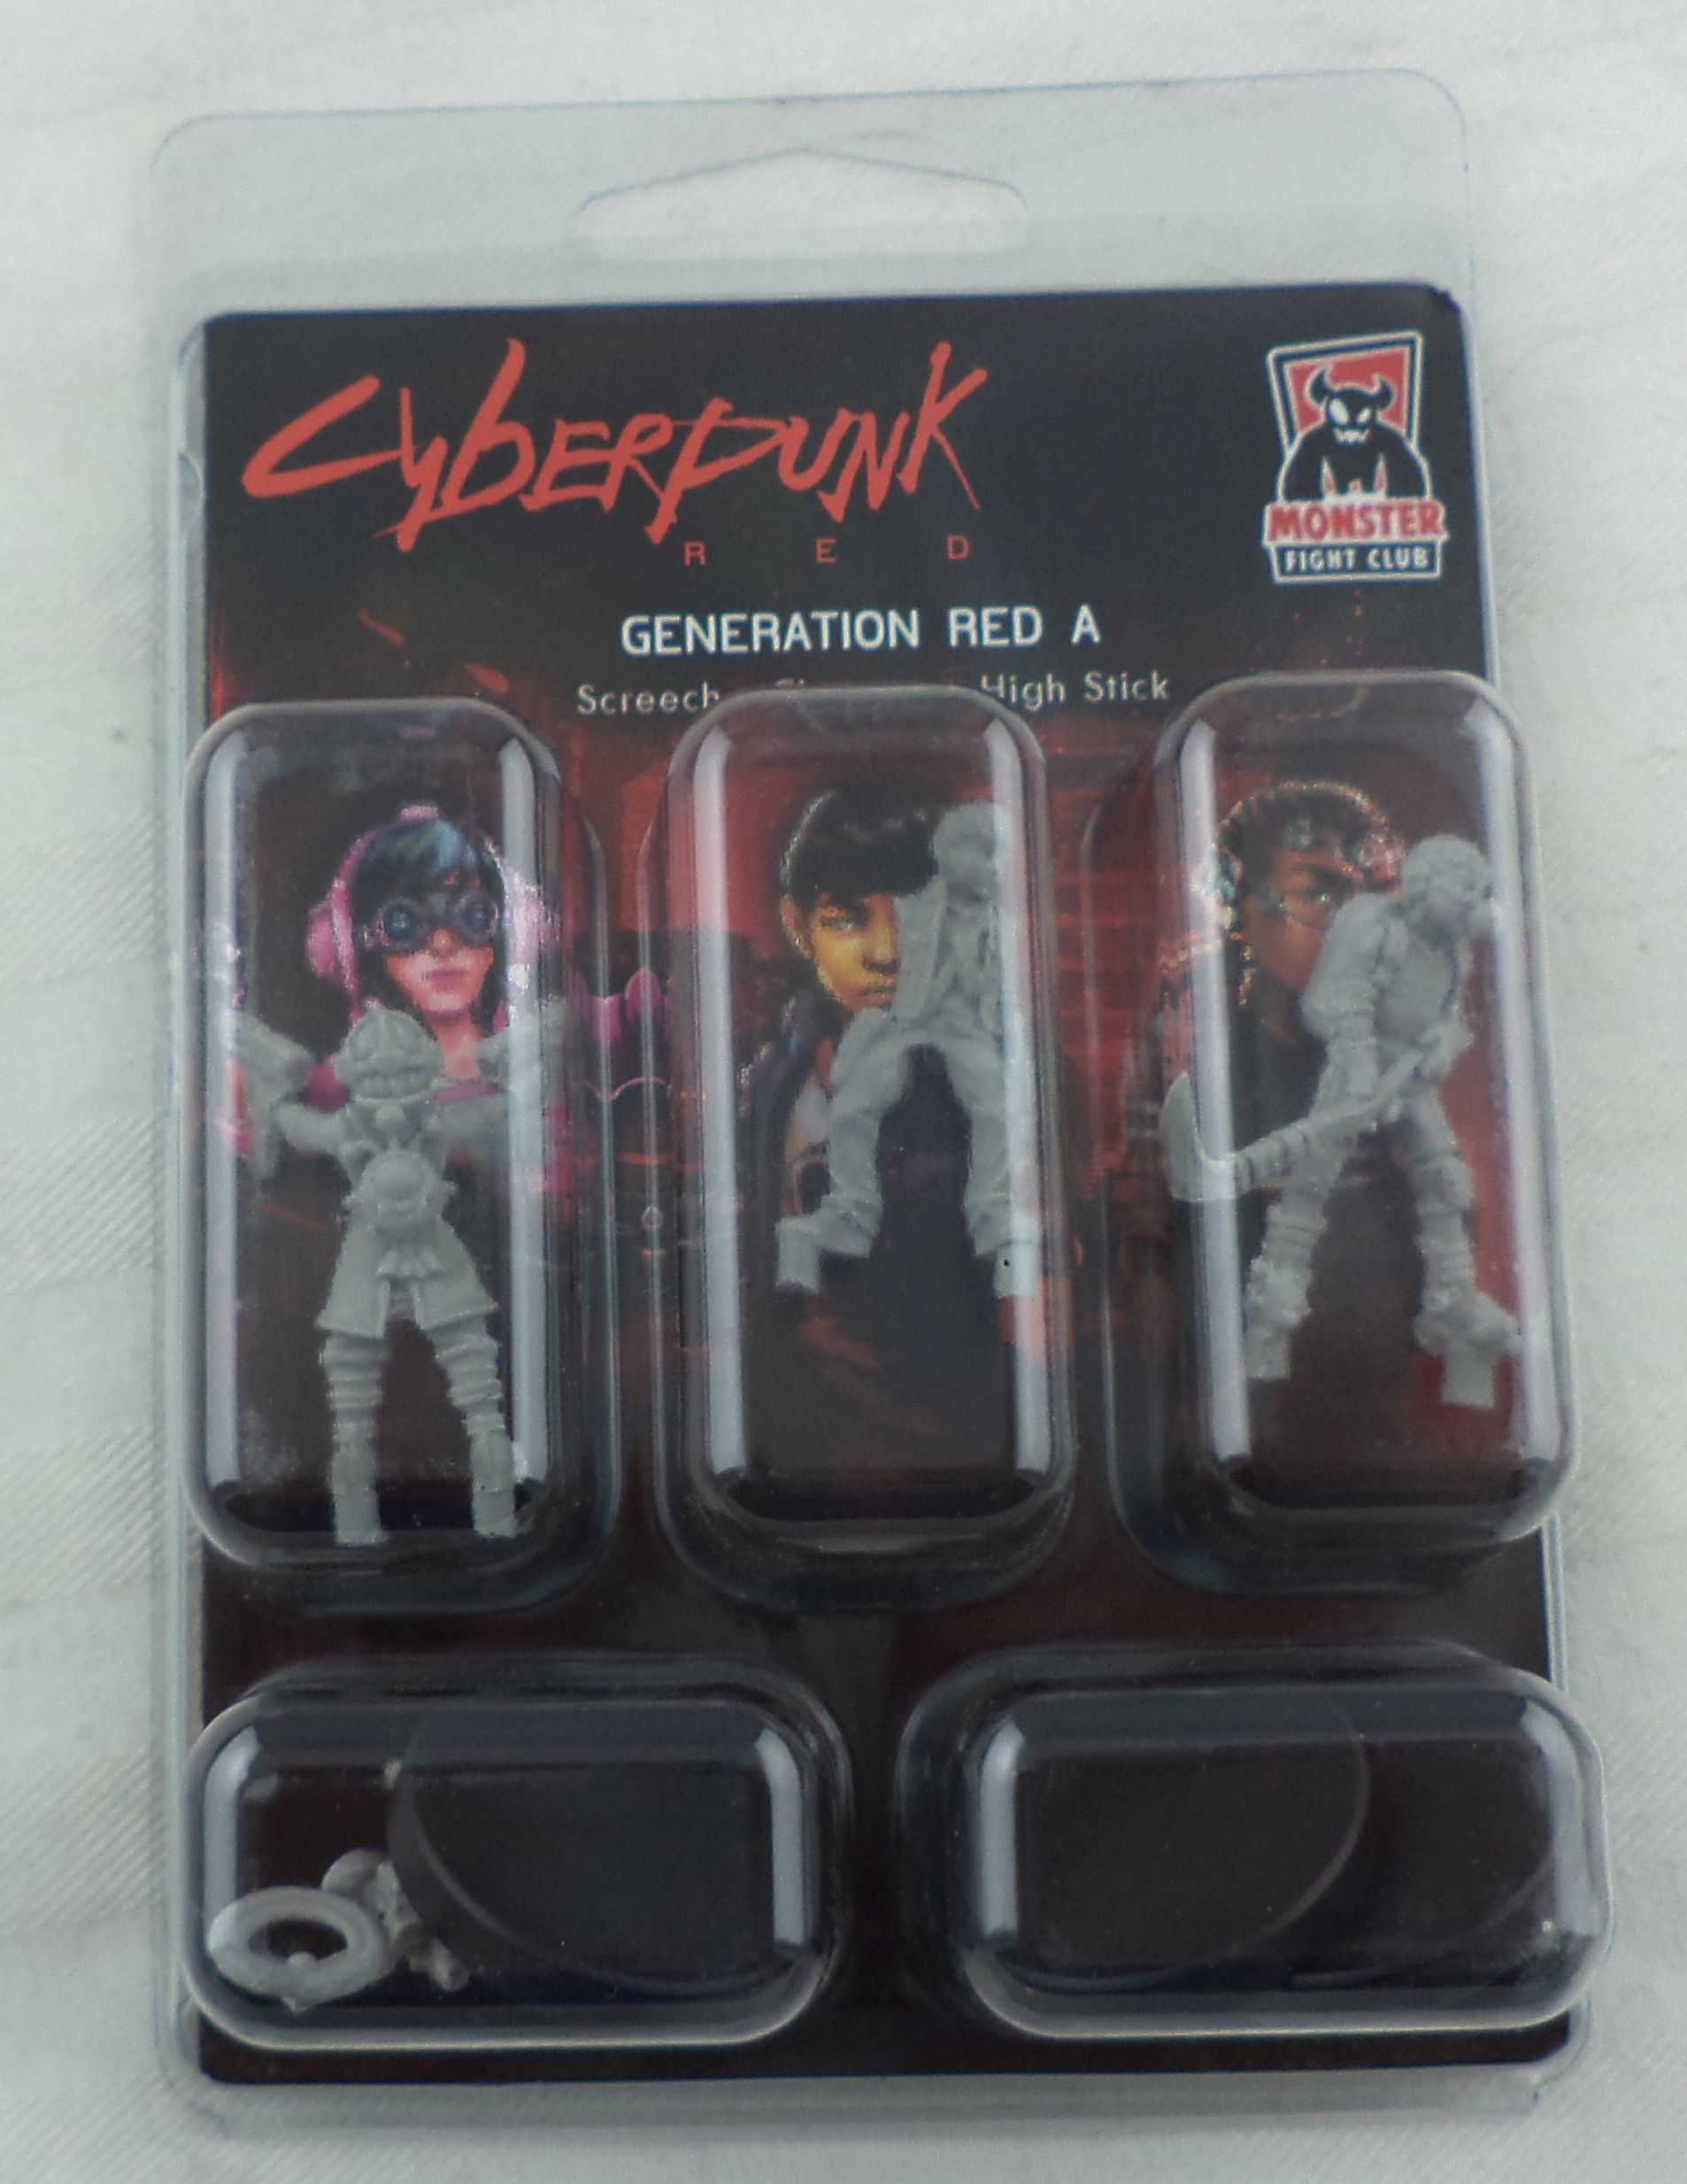 CYBERPUNK
RED
MONSTER
FIGHT CLUB
GENERATION RED A
Screech High Stick